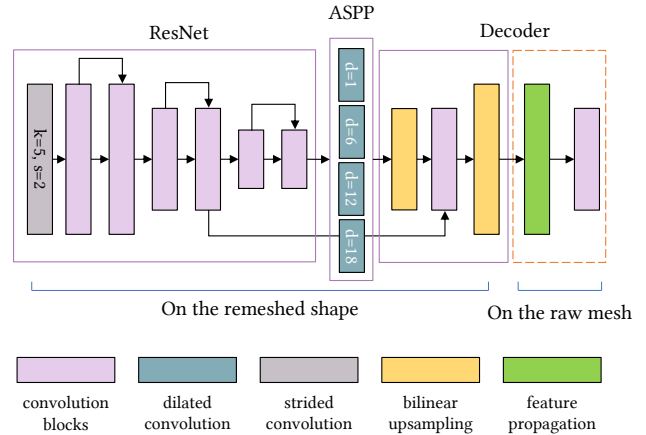 ResNet
ASPP
Decoder
k=5, s=2
d=1
d=6
d=12
d=18
On the remeshed shape
On the raw mesh
convolution
blocks
dilated
convolution
strided
convolution
bilinear
upsampling
feature
propagation